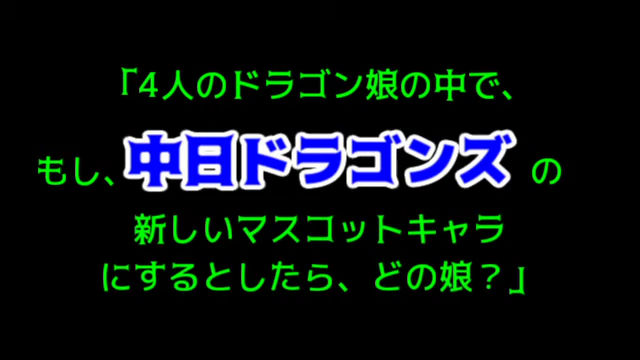 「4人のドラゴン娘の中で、
もし、中日ドラゴンズの
新しいマスコットキャラ
にするとしたら、どの娘？」